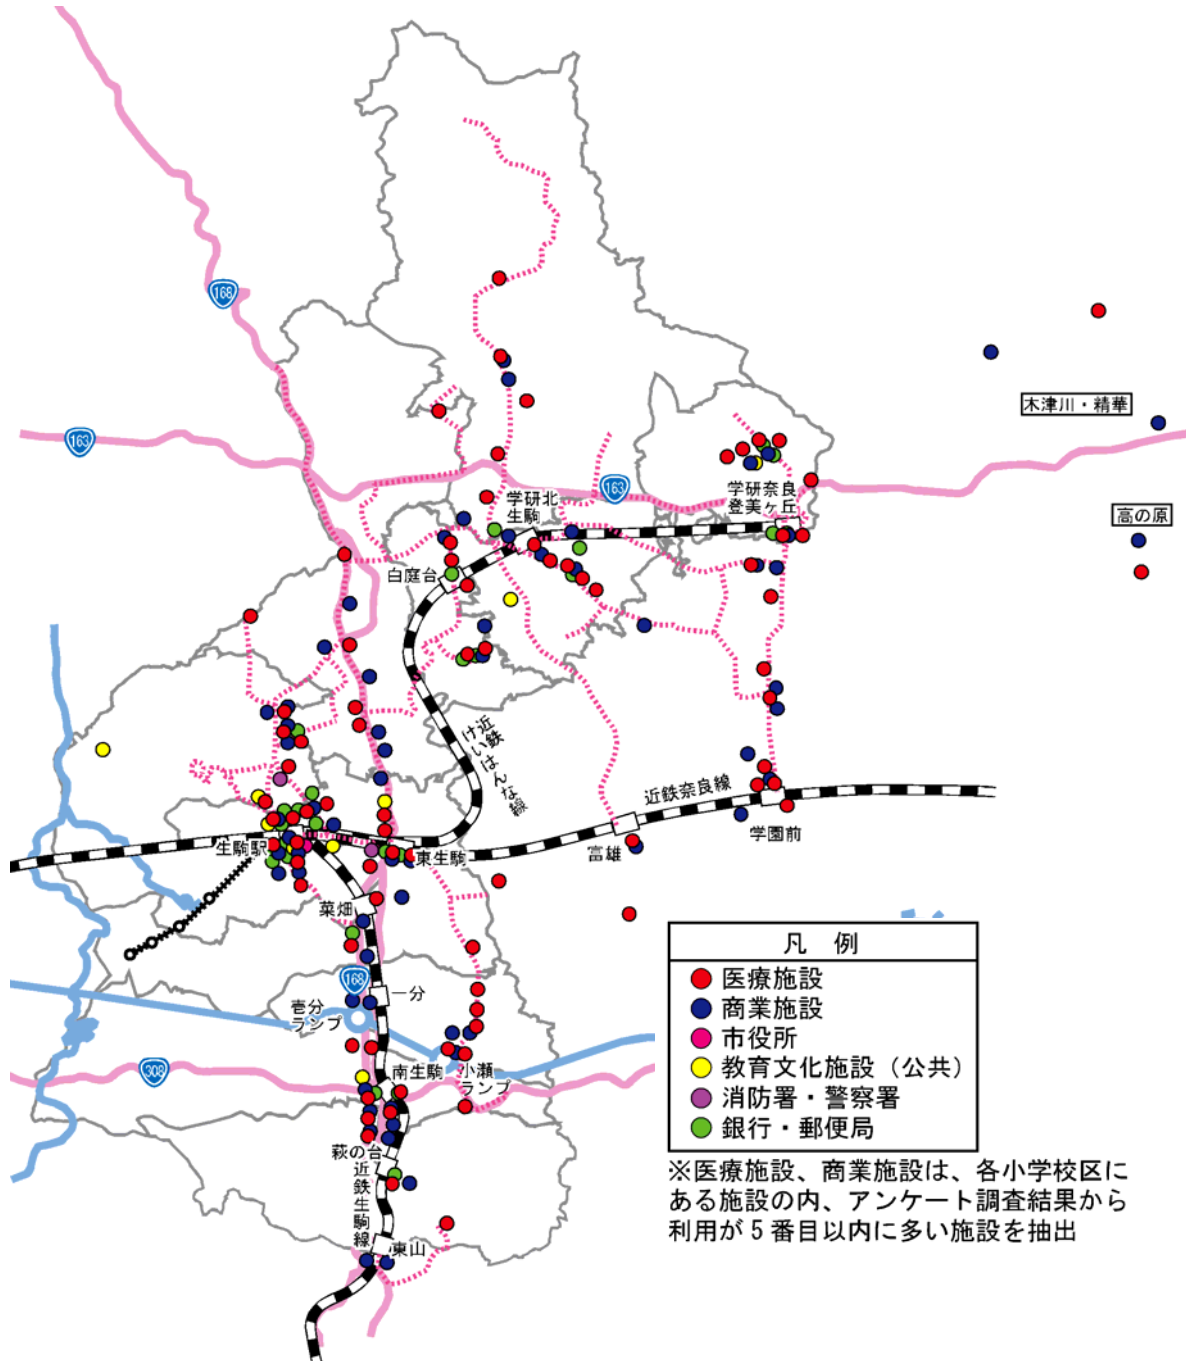 168
木津川・精華
163
163
学研奈良
登美ヶ丘
学研北
生駒
高の原
白庭台
近鉄
けいはんな線
近鉄奈良線
学園前
富雄
生駒駅
東生駒
菜畑
168
一分
壱分
ランプ
308
南生駒
小瀬
ランプ
萩の台
近鉄生駒線
東山
凡 例
医療施設
商業施設
市役所
教育文化施設（公共）
消防署・警察署
銀行・郵便局
※医療施設、商業施設は、各小学校区に
ある施設の内、アンケート調査結果から
利用が５番目以内に多い施設を抽出